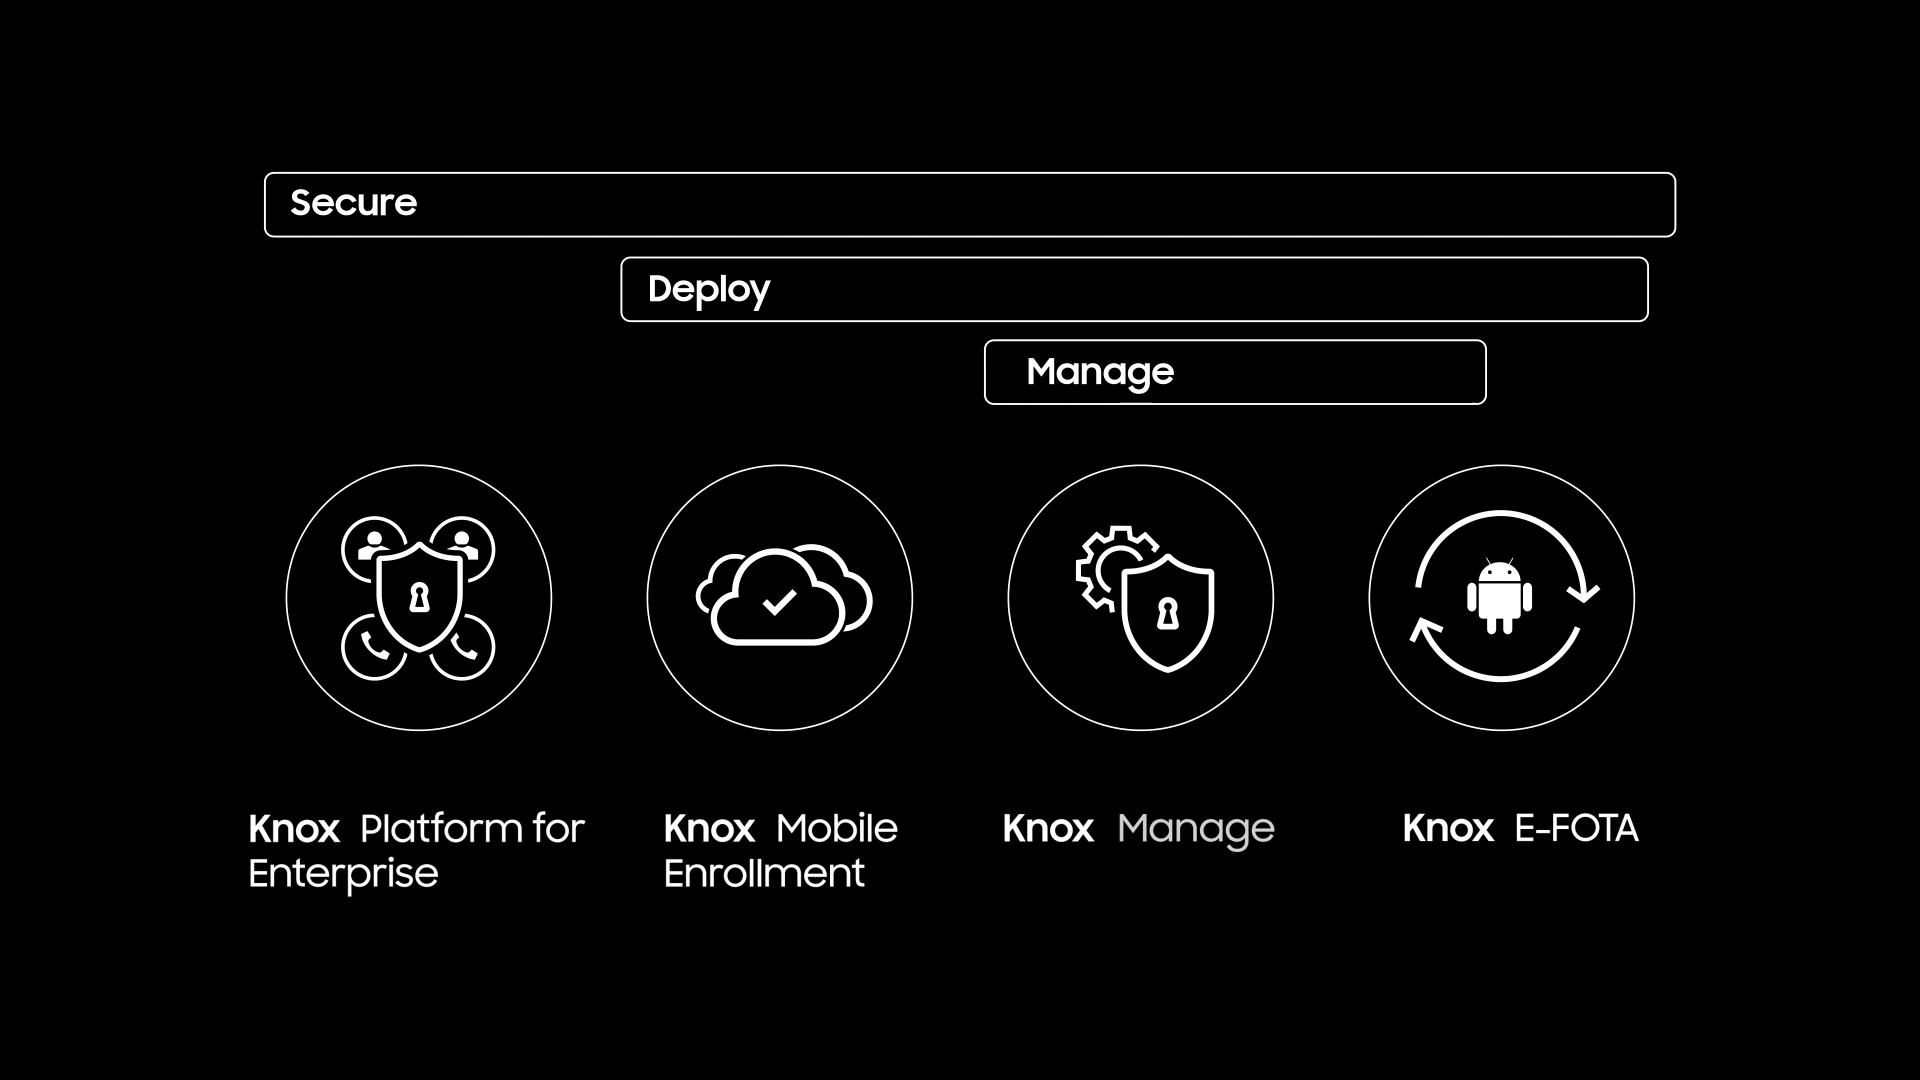 Secure
Deploy
Manage
Knox Platform for
Enterprise
Knox Mobile
Enrollment
Knox Manage
Knox E-FOTA